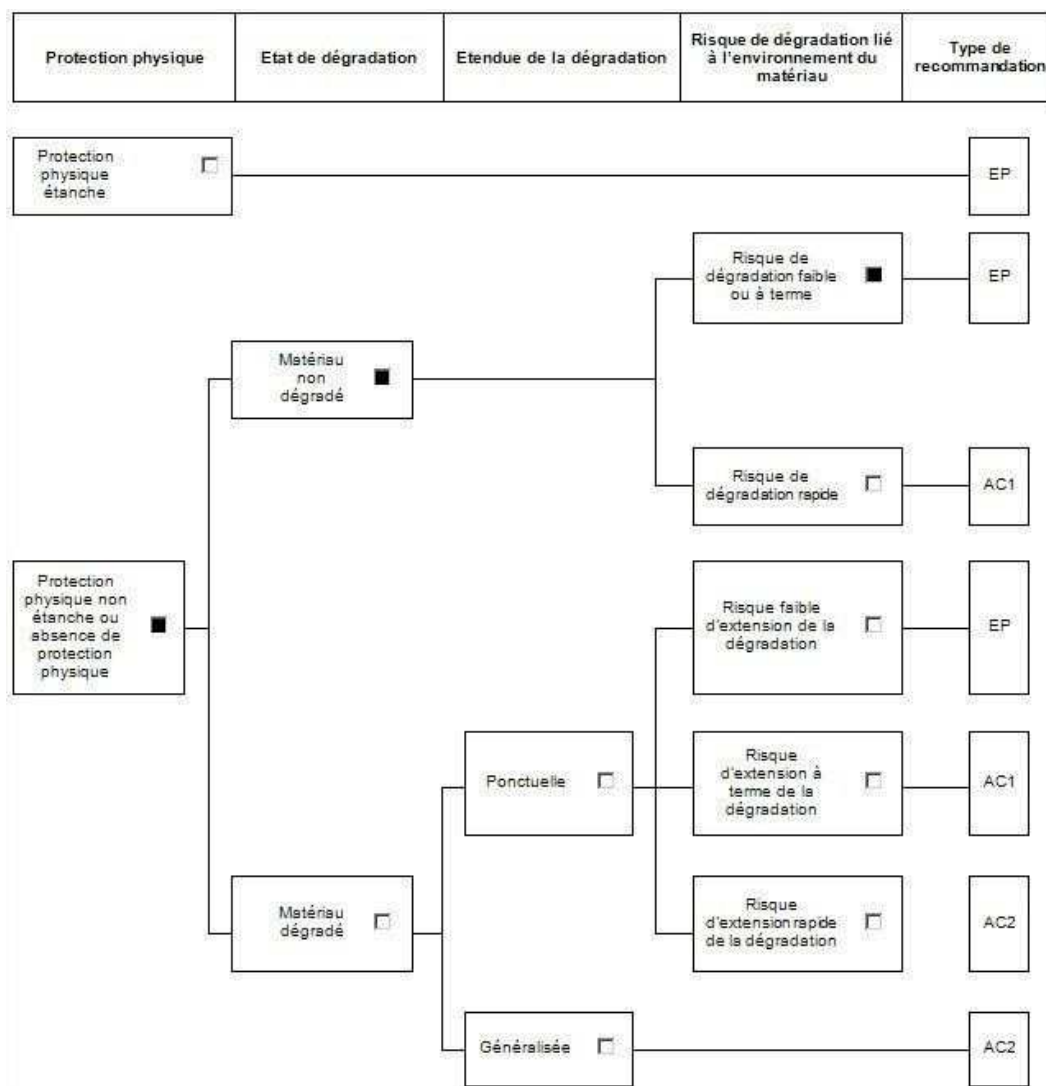 Protection physique
Etat de dégradation
Etendue de la dégradation
Risque de dégradation lié
à l'environnement du
matériau
Type de
recommandation
Protection
physique
étanche
EP
Risque de
dégradation faible
ou à terme
EP
Matériau
non
dégradé
Risque de
dégradation rapide
AC1
Protection
physique non
étanche ou
absence de
protection
physique
Risque faible
d'extension de la
dégradation
EP
Ponctuelle
Risque
d'extension à
terme de la
dégradation
AC1
Matériau
dégradé
Risque
d'extension rapide
de la dégradation
AC2
Généralisée
AC2